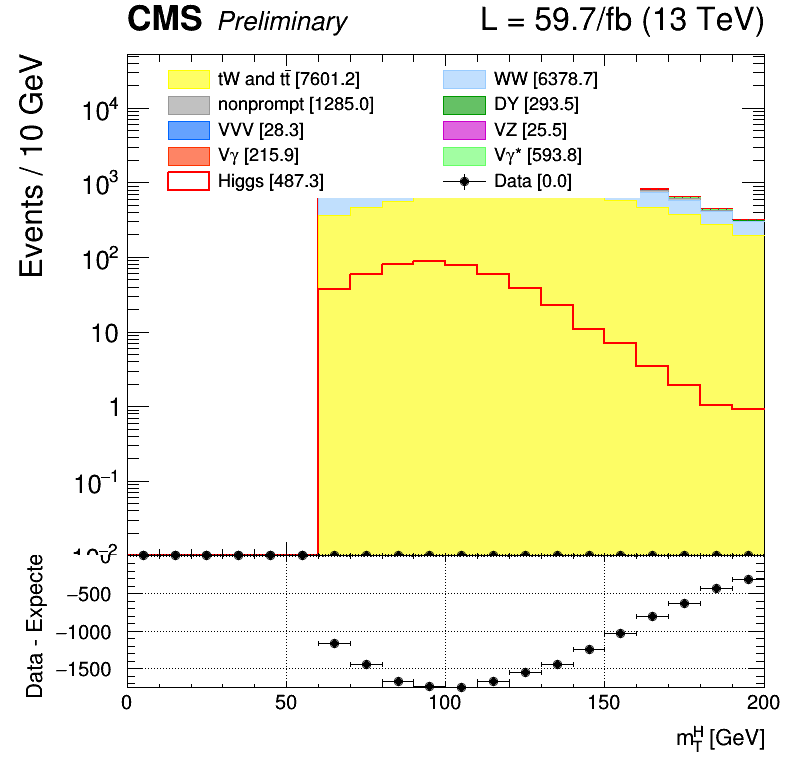 CMS Preliminary L = 59.7/fb (13 TeV)
Events / 10 GeV
tW and tt̄ [7601.2] WW [6378.7]
nonprompt [1285.0] DY [293.5]
VVV [28.3] VZ [25.5]
Vγ [215.9] Vγ* [593.8]
Higgs [487.3] Data [0.0]
10⁴
10³
10²
10
1
10⁻¹
10⁻²
Data - Expecte
0
−500
−1000
−1500
0 50 100 150 200
m_T^H [GeV]